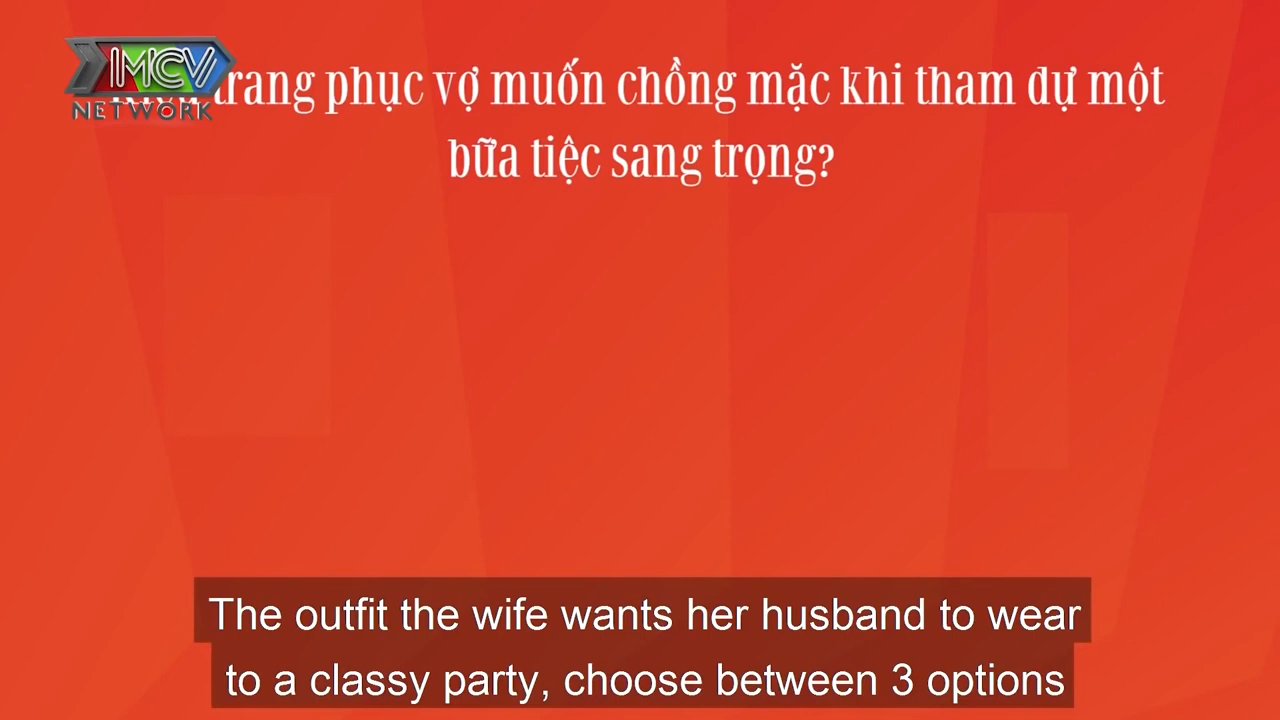 MCV
NETWORK
trang phục vợ muốn chồng mặc khi tham dự một
bữa tiệc sang trọng?
The outfit the wife wants her husband to wear
to a classy party, choose between 3 options